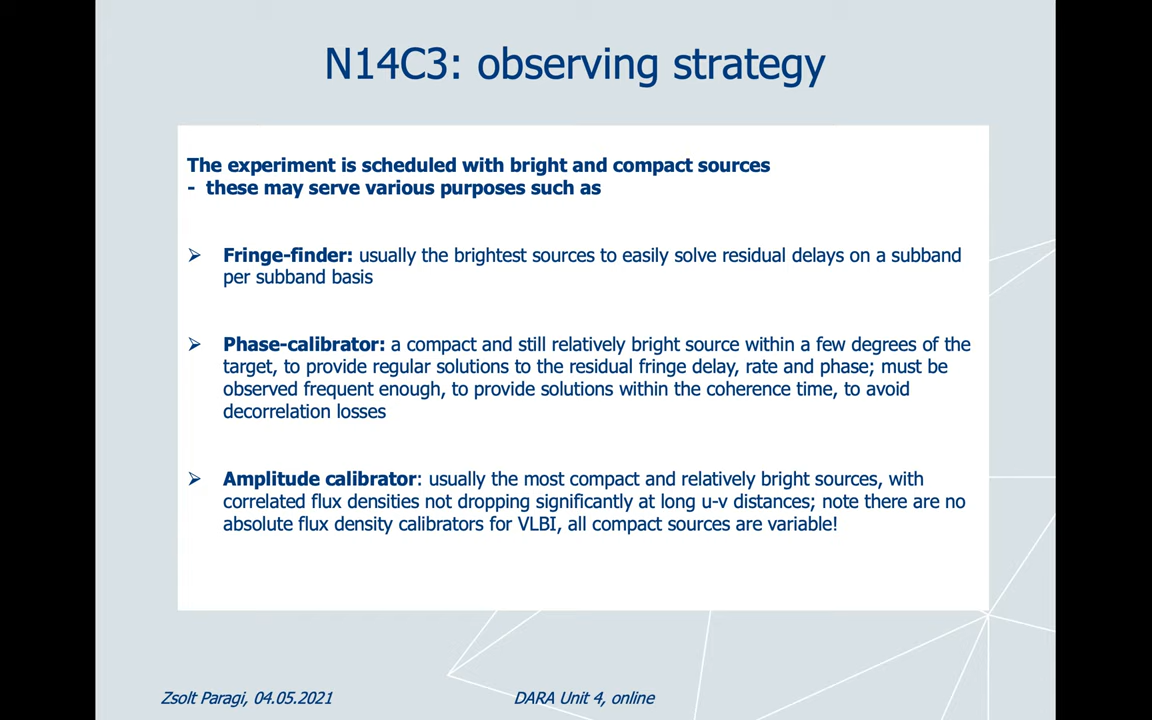 N14C3: observing strategy
The experiment is scheduled with bright and compact sources
- these may serve various purposes such as
➢ Fringe-finder: usually the brightest sources to easily solve residual delays on a subband
per subband basis
➢ Phase-calibrator: a compact and still relatively bright source within a few degrees of the
target, to provide regular solutions to the residual fringe delay, rate and phase; must be
observed frequent enough, to provide solutions within the coherence time, to avoid
decorrelation losses
➢ Amplitude calibrator: usually the most compact and relatively bright sources, with
correlated flux densities not dropping significantly at long u-v distances; note there are no
absolute flux density calibrators for VLBI, all compact sources are variable!
Zsolt Paragi, 04.05.2021 DARA Unit 4, online